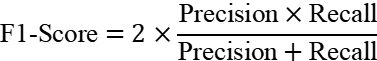 F1-Score = 2 × Precision × Recall / Precision + Recall